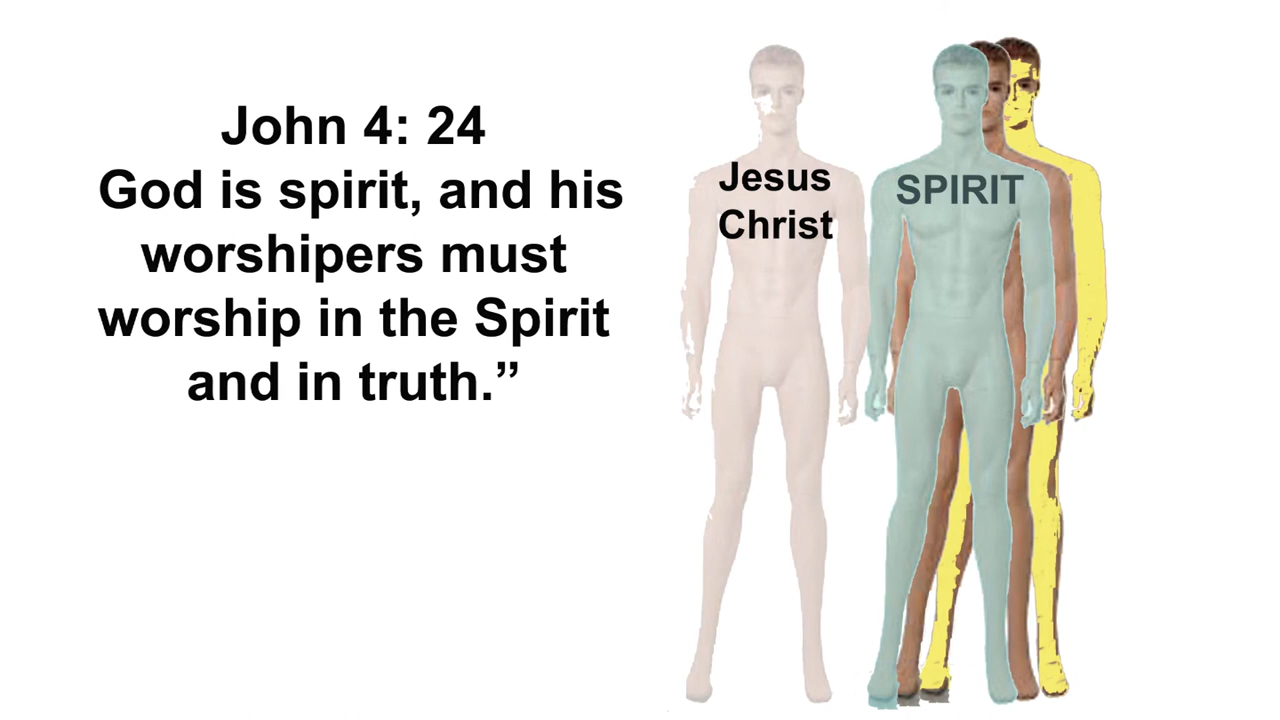 John 4: 24
God is spirit, and his
worshipers must
worship in the Spirit
and in truth.”
Jesus
Christ
SPIRIT